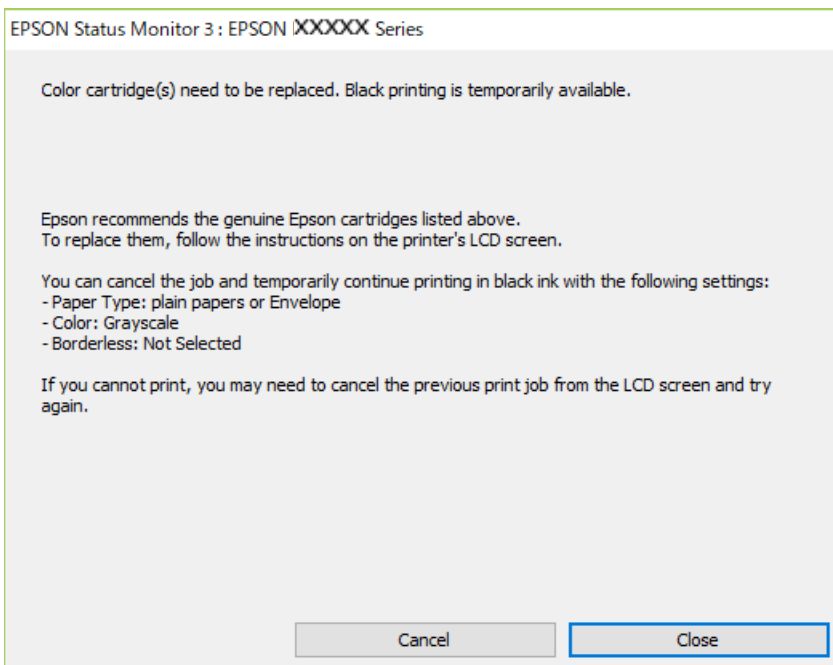 EPSON Status Monitor 3 : EPSON XXXXX Series
Color cartridge(s) need to be replaced. Black printing is temporarily available.
Epson recommends the genuine Epson cartridges listed above.
To replace them, follow the instructions on the printer's LCD screen.
You can cancel the job and temporarily continue printing in black ink with the following settings:
- Paper Type: plain papers or Envelope
- Color: Grayscale
- Borderless: Not Selected
If you cannot print, you may need to cancel the previous print job from the LCD screen and try
again.
Cancel
Close